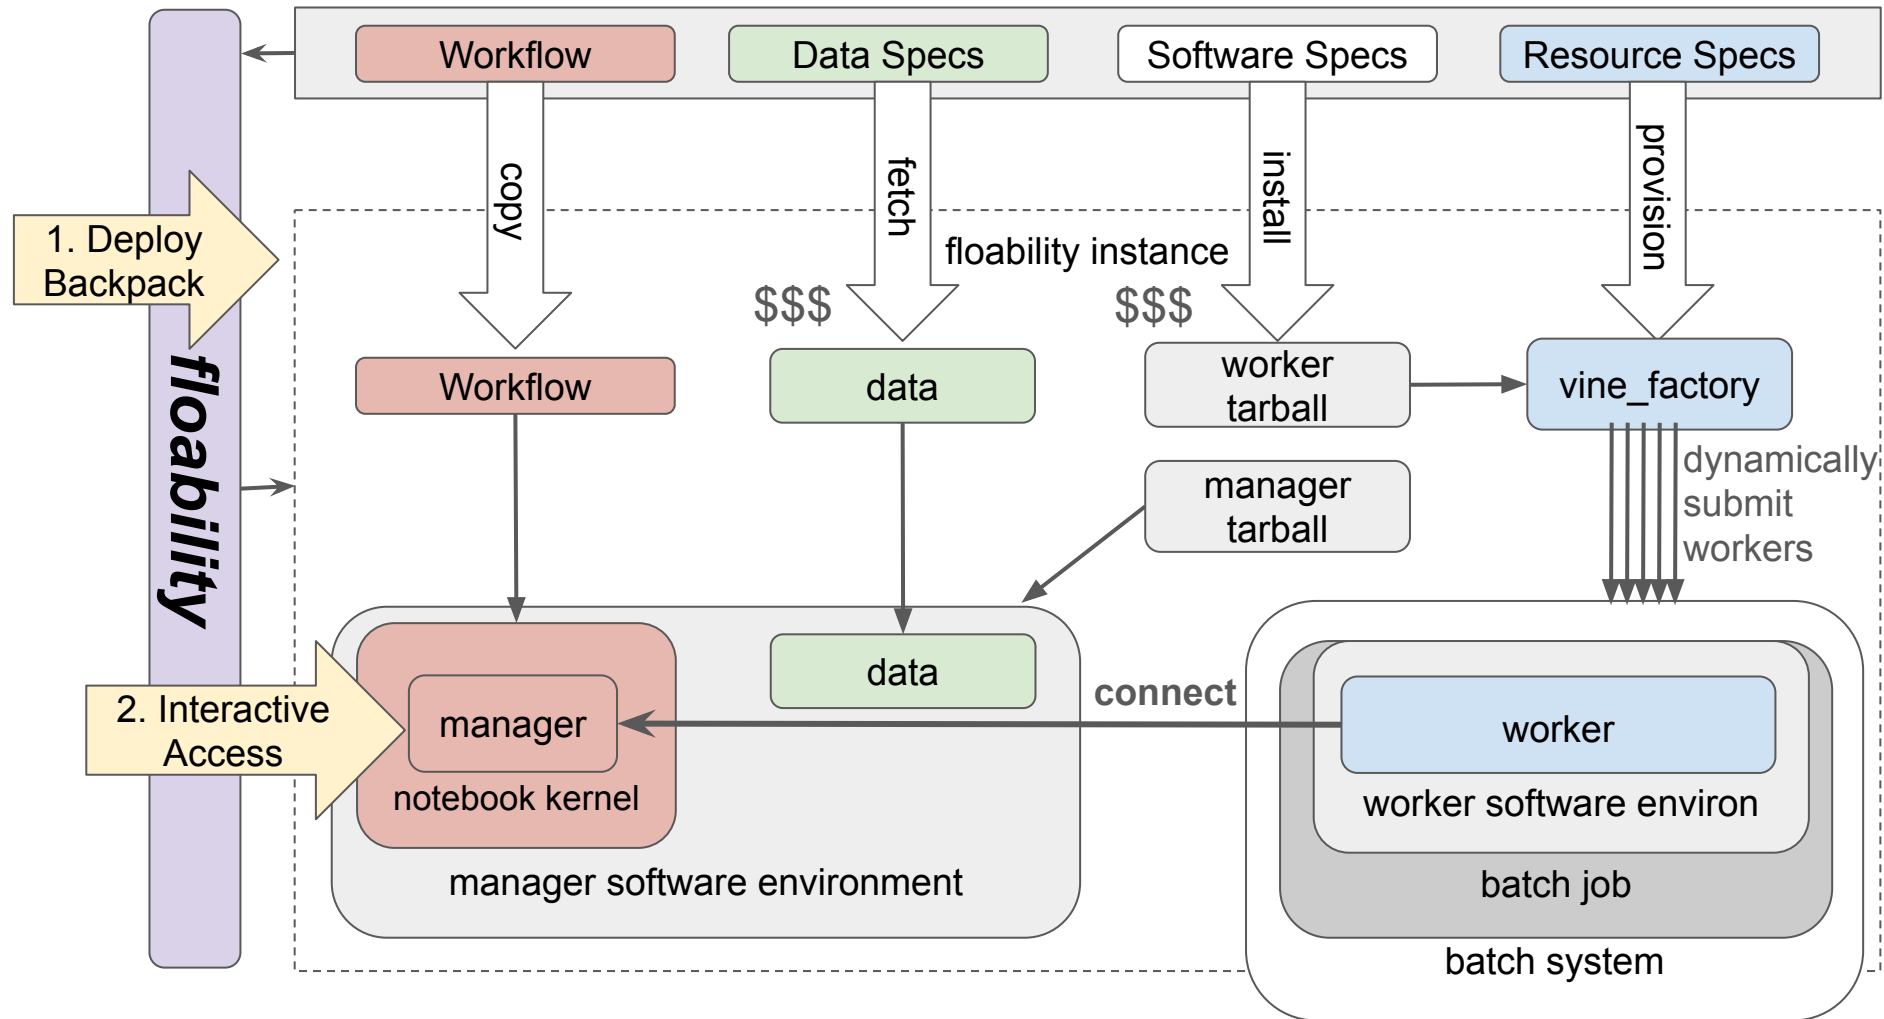 Workflow
Data Specs
Software Specs
Resource Specs
copy
fetch
install
provision
1. Deploy
Backpack
floability instance
$$$
$$$
floability
Workflow
data
worker
tarball
vine_factory
manager
tarball
dynamically
submit
workers
2. Interactive
Access
manager
notebook kernel
data
connect
worker
worker software environ
manager software environment
batch job
batch system